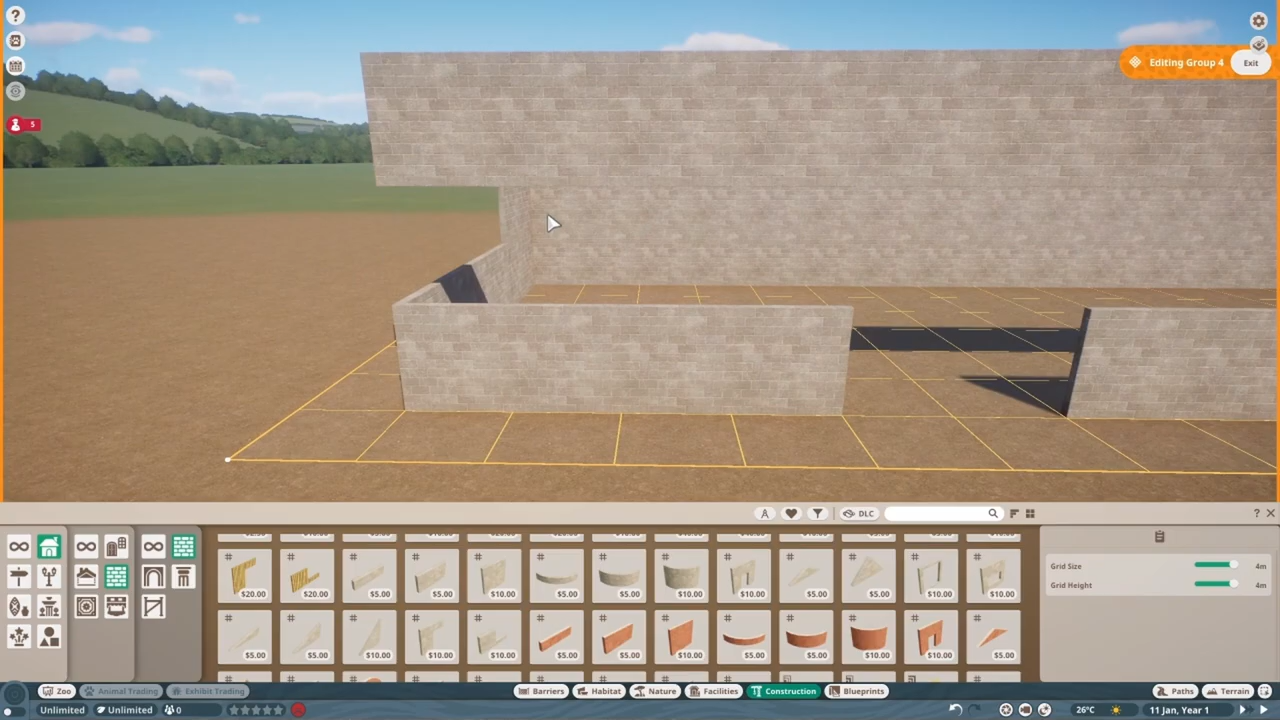 ?
5
Editing Group 4
Exit
DLC
? ×
$20.00 $20.00 $5.00 $5.00 $10.00 $5.00 $5.00 $10.00 $10.00 $5.00 $5.00 $10.00 $10.00
$5.00 $5.00 $10.00 $10.00 $10.00 $5.00 $5.00 $10.00 $5.00 $5.00 $10.00 $10.00 $5.00
Grid Size 4m
Grid Height 4m
Zoo Animal Trading Exhibit Trading Barriers Habitat Nature Facilities Construction Blueprints Paths Terrain
Unlimited Unlimited 0 26°C 11 Jan, Year 1